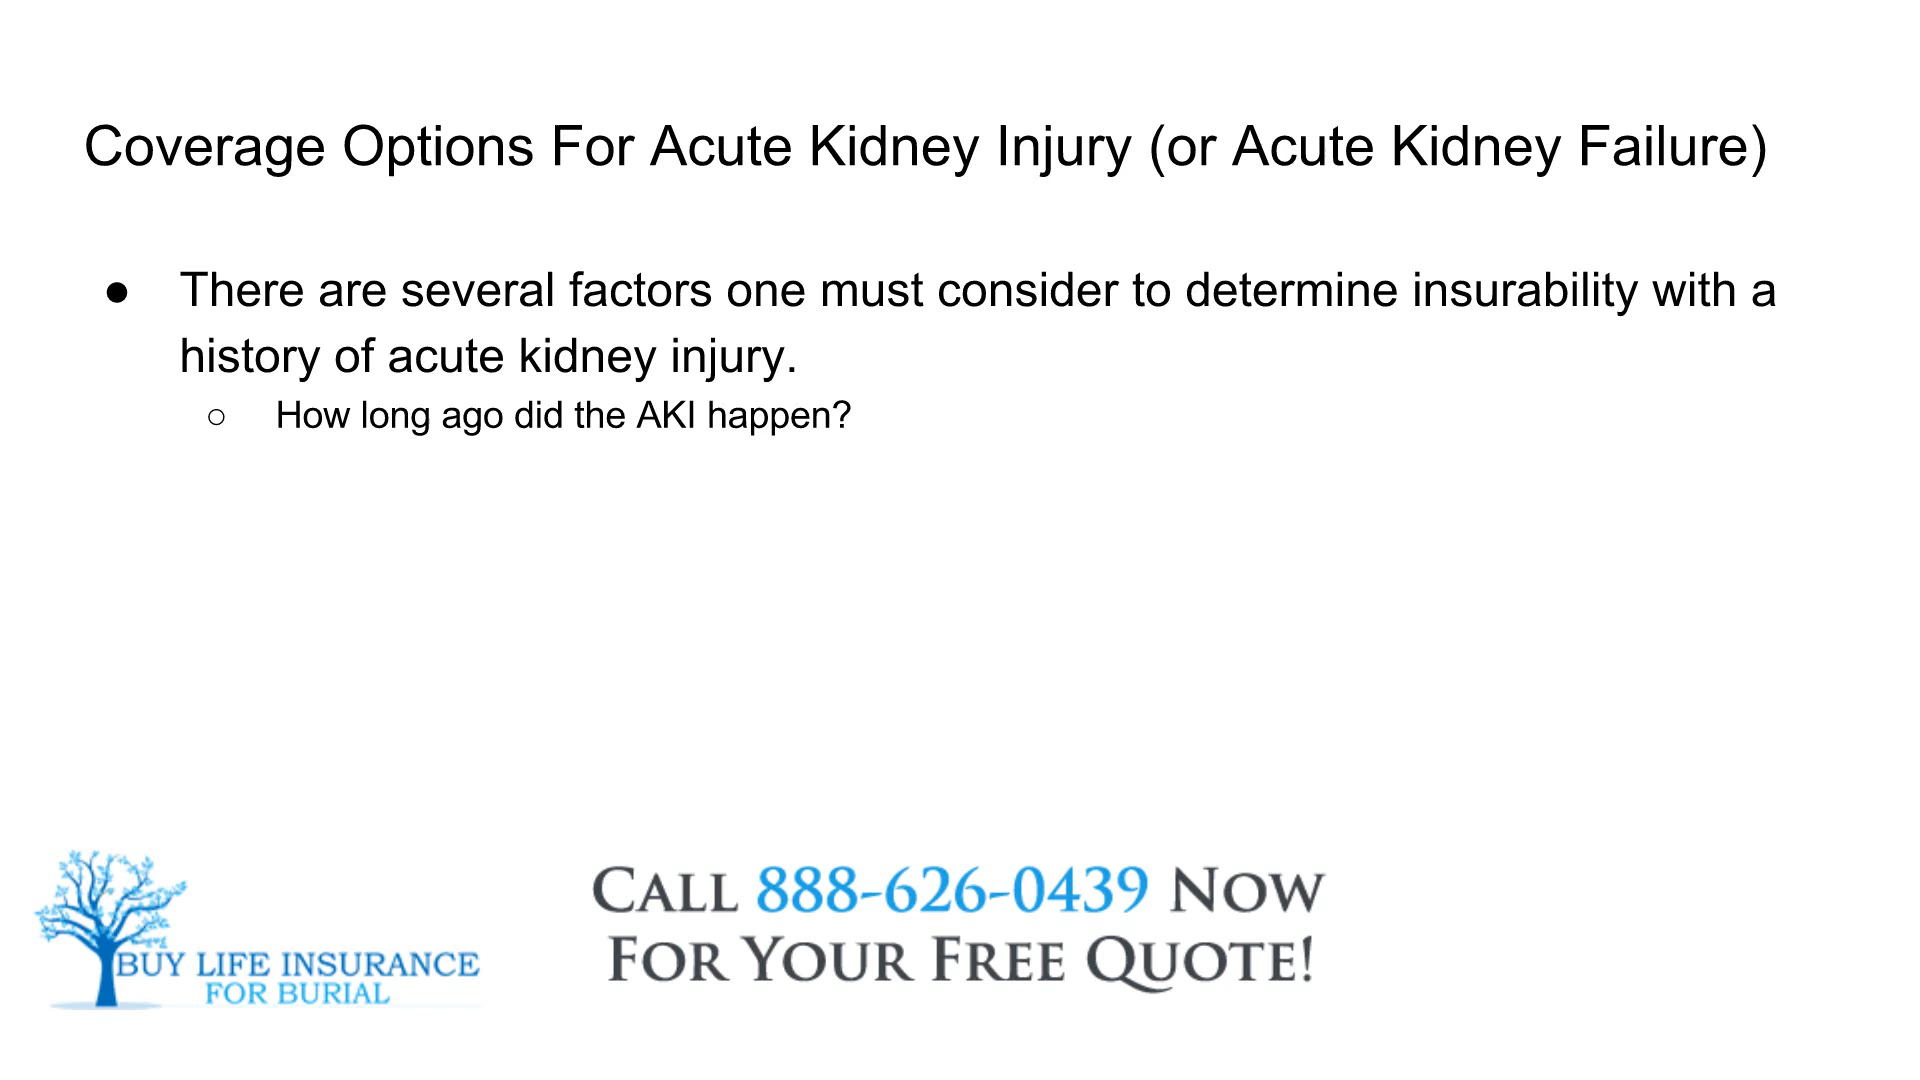 Coverage Options For Acute Kidney Injury (or Acute Kidney Failure)
● There are several factors one must consider to determine insurability with a
history of acute kidney injury.
○ How long ago did the AKI happen?
BUY LIFE INSURANCE
FOR BURIAL
CALL 888-626-0439 NOW
FOR YOUR FREE QUOTE!